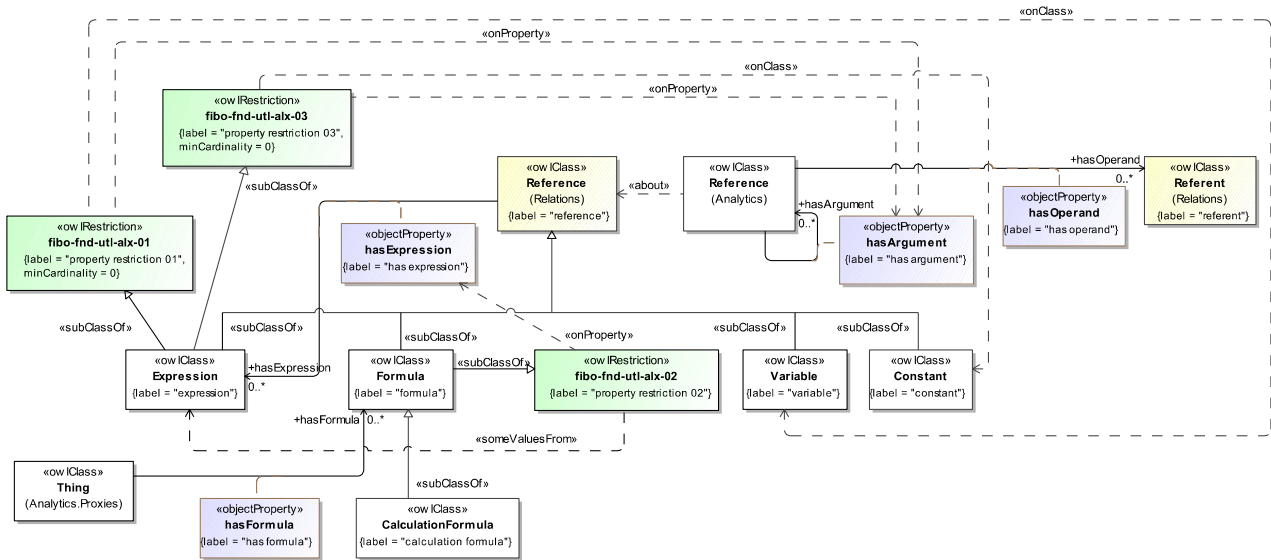 «onClass»
«onProperty»
«onClass»
«onProperty»
«owlRestriction»
fibo-fnd-utl-alx-03
{label = "property resrtriction 03",
minCardinality = 0}
«subClassOf»
«owlClass»
Reference
(Relations)
{label = "reference"}
«about»
«owlClass»
Reference
(Analytics)
+hasArgument
0..*
+hasOperand
0..*
«owlClass»
Referent
(Relations)
{label = "referent"}
«objectProperty»
hasOperand
{label = "has operand"}
«owlRestriction»
fibo-fnd-utl-alx-01
{label = "property restriction 01",
minCardinality = 0}
«objectProperty»
hasExpression
{label = "has expression"}
«objectProperty»
hasArgument
{label = "has argument"}
«subClassOf»
«subClassOf»
«subClassOf»
«onProperty»
«subClassOf»
«subClassOf»
«owlClass»
Expression
{label = "expression"}
+hasExpression
0..*
«owlClass»
Formula
{label = "formula"}
«subClassOf»
«owlRestriction»
fibo-fnd-utl-alx-02
{label = "property restriction 02"}
«owlClass»
Variable
{label = "variable"}
«owlClass»
Constant
{label = "constant"}
+hasFormula
0..*
«someValuesFrom»
«owlClass»
Thing
(Analytics.Proxies)
«subClassOf»
«objectProperty»
hasFormula
{label = "has formula"}
«owlClass»
CalculationFormula
{label = "calculation formula"}